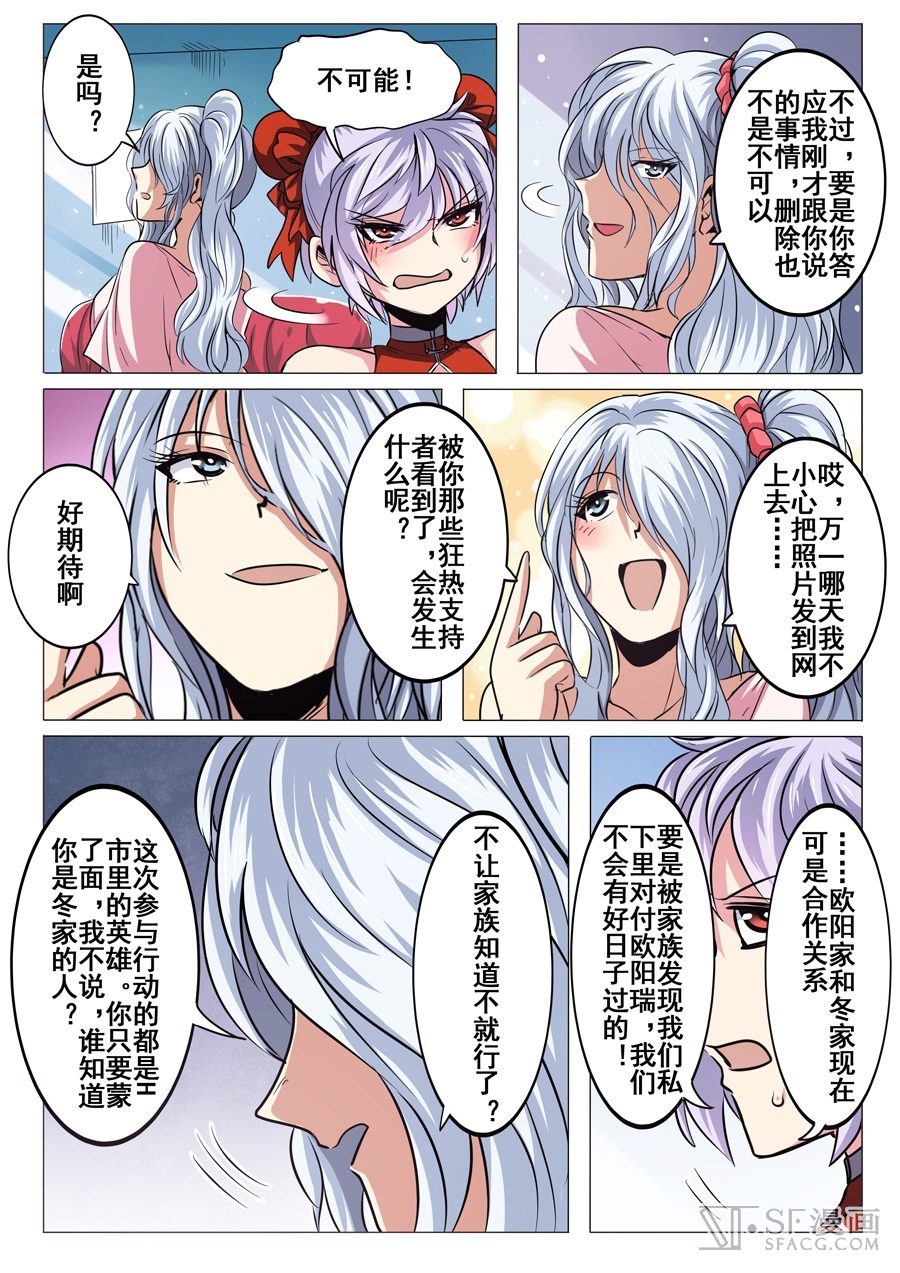 不过，要是你答
应我刚才跟你说
的事情，删除也
不是不可以
不可能！
是吗？
哎，万一哪天我不
小心把照片发到网
上去……
被你那些狂热支持
者看到了，会发生
什么呢？
好期待啊
……欧阳家和冬家现在
可是合作关系
要是被家族发现我们私
下里对付欧阳瑞，我们
不会有好日子过的！
不让家族知道不就行了？
这次参与行动的都是H
市里的英雄。你只要蒙
了面，我不说，谁知道
你是冬家的人？
SF漫画
SFACG.COM